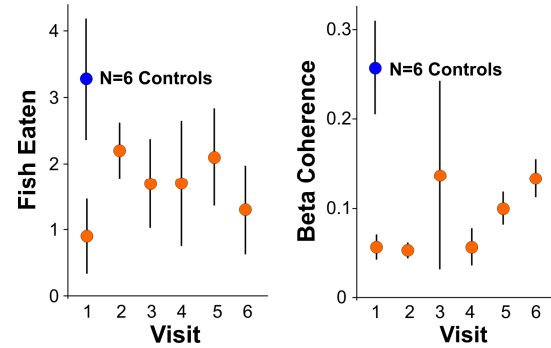 Fish Eaten
4
3
2
1
0
N=6 Controls
1 2 3 4 5 6
Visit
Beta Coherence
0.3
0.2
0.1
0
N=6 Controls
1 2 3 4 5 6
Visit